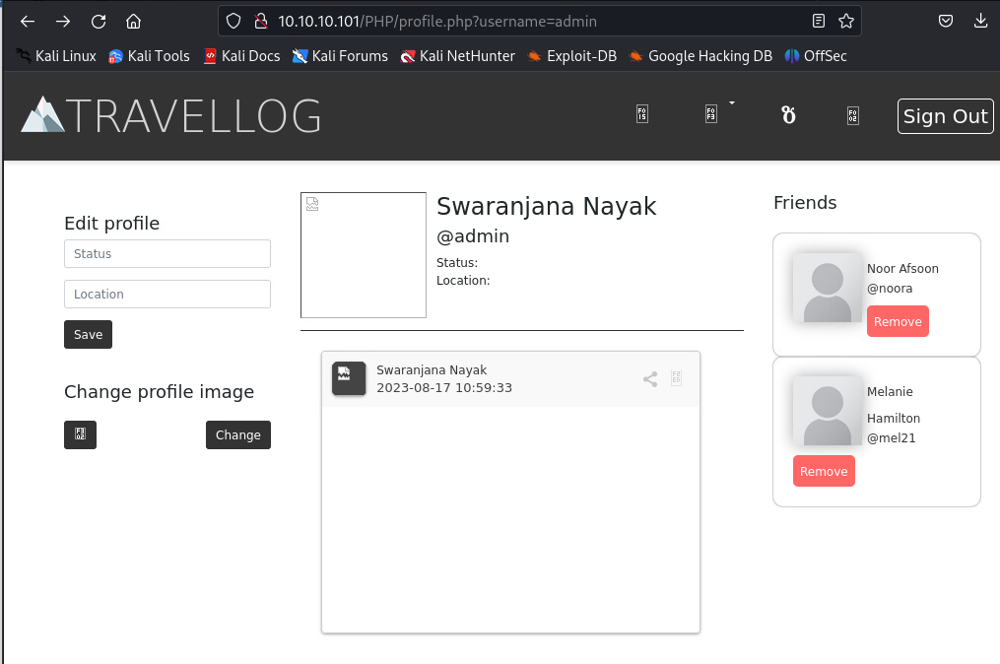 10.10.10.101/PHP/profile.php?username=admin
Kali Linux Kali Tools Kali Docs Kali Forums Kali NetHunter Exploit-DB Google Hacking DB OffSec
TRAVELLOG
Sign Out
Edit profile
Status
Location
Save
Change profile image
Change
Swaranjana Nayak
@admin
Status:
Location:
Swaranjana Nayak
2023-08-17 10:59:33
Friends
Noor Afsoon
@noora
Remove
Melanie
Hamilton
@mel21
Remove